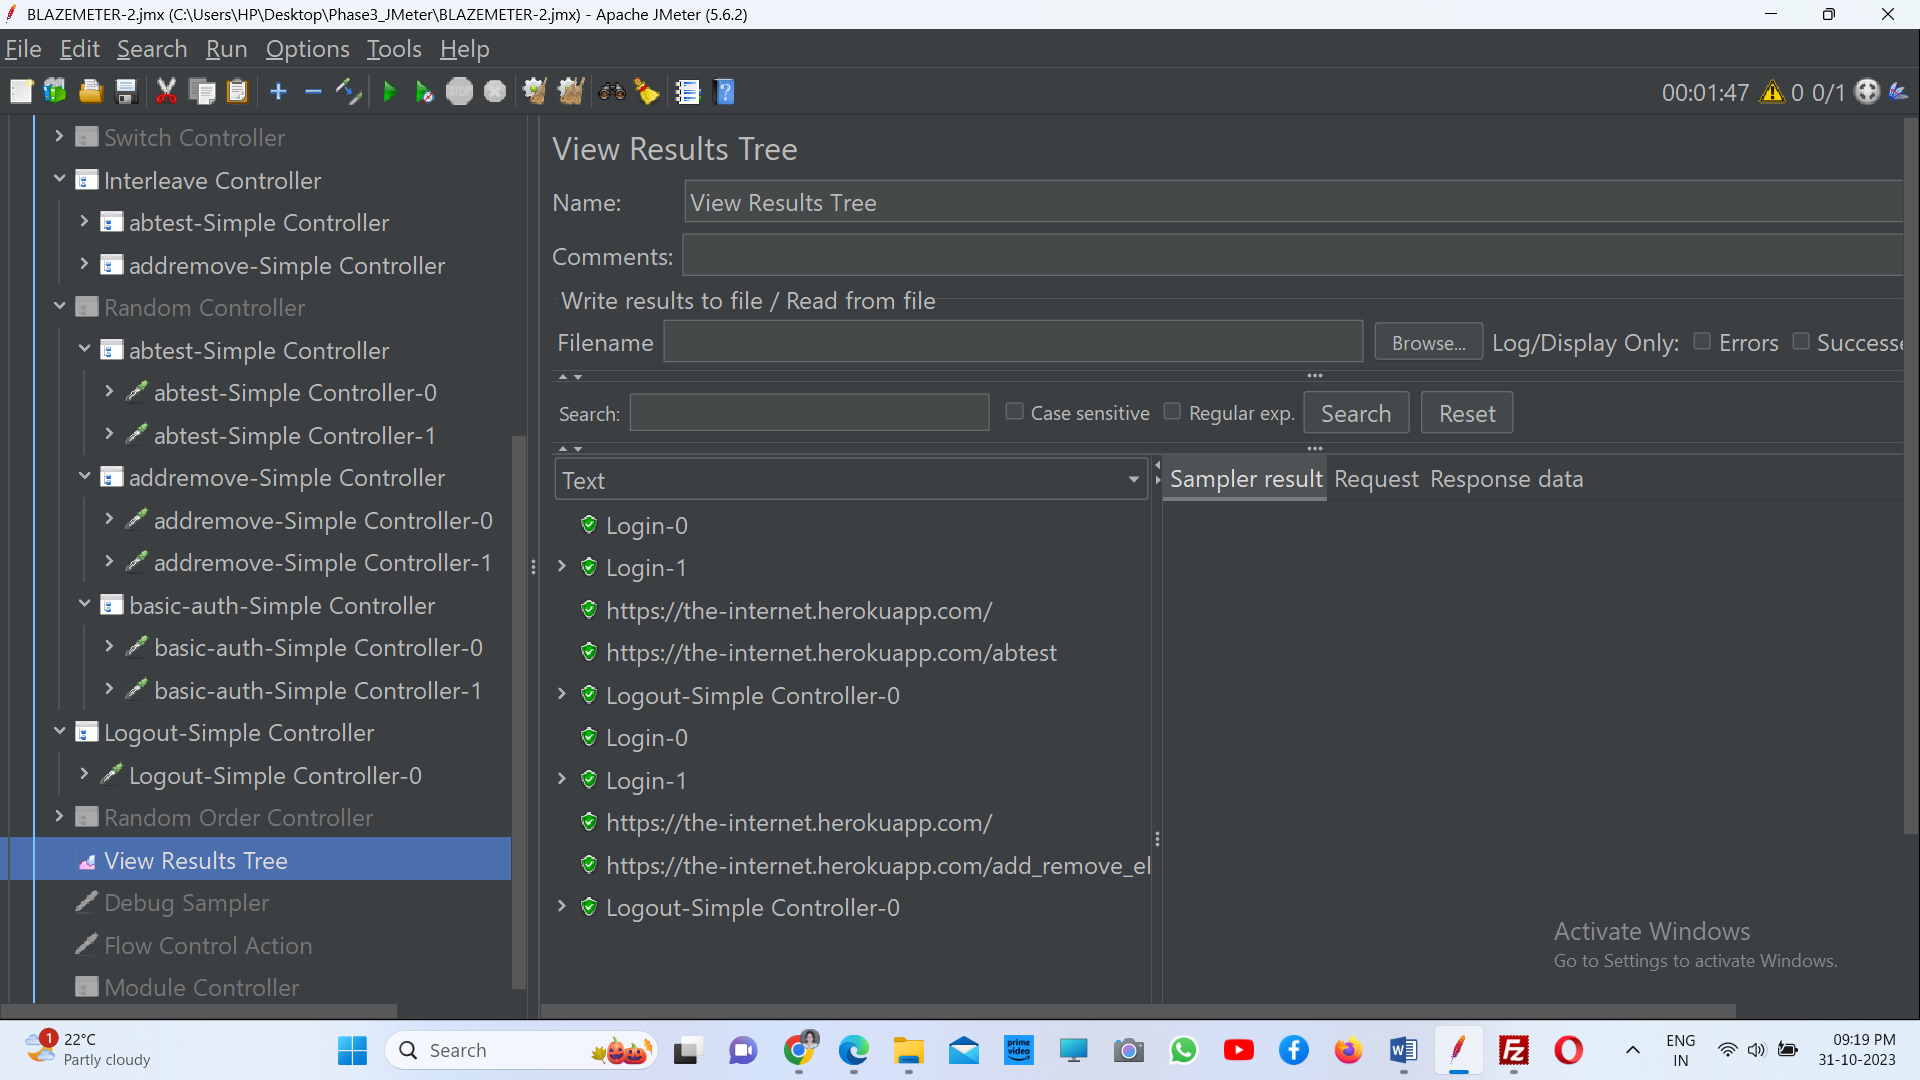 BLAZEMETER-2.jmx (C:\Users\HP\Desktop\Phase3_JMeter\BLAZEMETER-2.jmx) - Apache JMeter (5.6.2)
File Edit Search Run Options Tools Help
STOP
00:01:47 0 0/1
Switch Controller
Interleave Controller
abtest-Simple Controller
addremove-Simple Controller
Random Controller
abtest-Simple Controller
abtest-Simple Controller-0
abtest-Simple Controller-1
addremove-Simple Controller
addremove-Simple Controller-0
addremove-Simple Controller-1
basic-auth-Simple Controller
basic-auth-Simple Controller-0
basic-auth-Simple Controller-1
Logout-Simple Controller
Logout-Simple Controller-0
Random Order Controller
View Results Tree
Debug Sampler
Flow Control Action
Module Controller
View Results Tree
Name: View Results Tree
Comments:
Write results to file / Read from file
Filename Browse... Log/Display Only: Errors Successe
Search: Case sensitive Regular exp. Search Reset
Text
Sampler result Request Response data
Login-0
Login-1
https://the-internet.herokuapp.com/
https://the-internet.herokuapp.com/abtest
Logout-Simple Controller-0
Login-0
Login-1
https://the-internet.herokuapp.com/
https://the-internet.herokuapp.com/add_remove_el
Logout-Simple Controller-0
Activate Windows
Go to Settings to activate Windows.
1
22°C
Partly cloudy
Search
prime video
ENG
IN
09:19 PM
31-10-2023